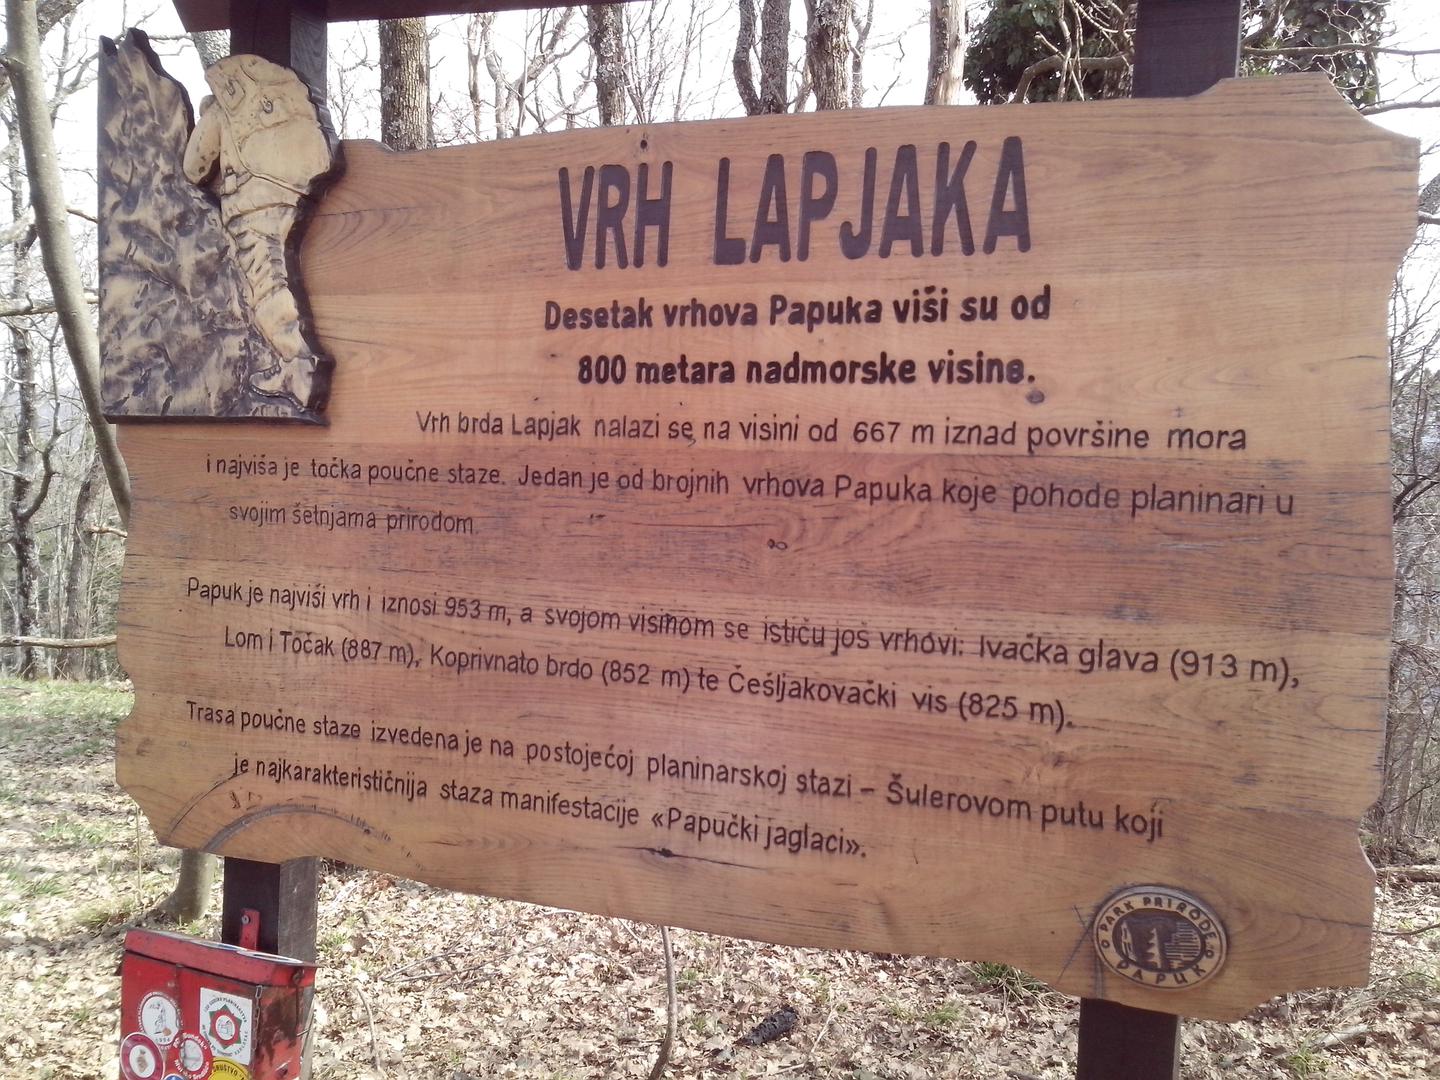 VRH LAPJAKA
Desetak vrhova Papuka viši su od
800 metara nadmorske visine.
Vrh brda Lapjak nalazi se na visini od 667 m iznad površine mora
i najviša je točka poučne staze. Jedan je od brojnih vrhova Papuka koje pohode planinari u
svojim šetnjama prirodom.
Papuk je najviši vrh i iznosi 953 m, a svojom visinom se ističu još vrhovi: Ivačka glava (913 m),
Lom i Točak (887 m), Koprivnato brdo (852 m) te Češljakovački vis (825 m).
Trasa poučne staze izvedena je na postojećoj planinarskoj stazi – Šulerovom putu koji
je najkarakterističnija staza manifestacije «Papučki jaglaci».
PARK PRIRODE
PAPUK